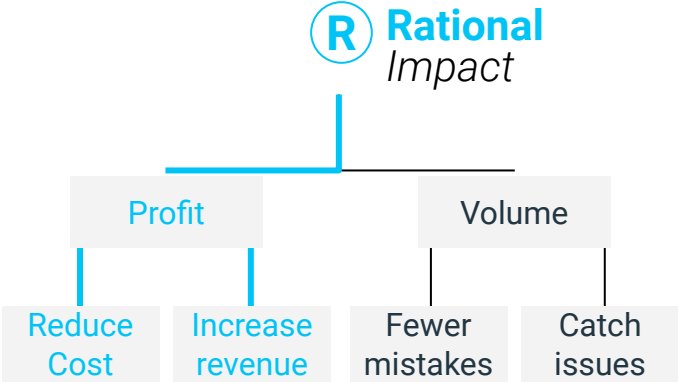 R Rational
Impact
Profit
Volume
Reduce
Cost
Increase
revenue
Fewer
mistakes
Catch
issues